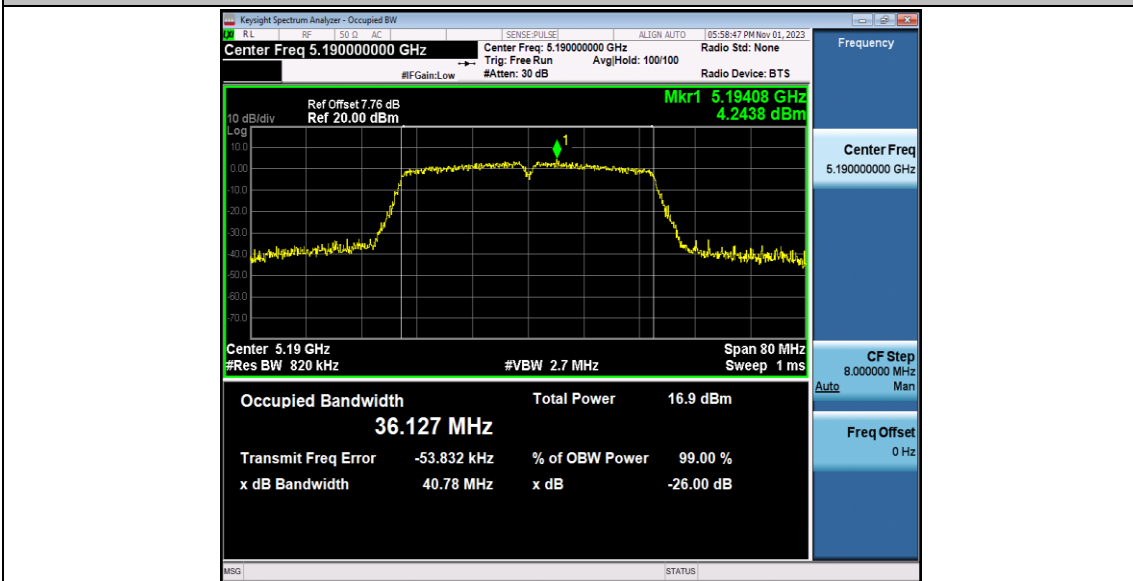 Keysight Spectrum Analyzer - Occupied BW
RL RF 50 Ω AC SENSE:PULSE ALIGN AUTO 05:58:47 PM Nov 01, 2023
Center Freq 5.190000000 GHz
Center Freq: 5.190000000 GHz
Radio Std: None
Trig: Free Run Avg|Hold: 100/100
#IFGain:Low #Atten: 30 dB Radio Device: BTS
Mkr1 5.19408 GHz
4.2438 dBm
Ref Offset 7.76 dB
10 dB/div Ref 20.00 dBm
Log
1
10.0
0.00
-10.0
-20.0
-30.0
-40.0
-50.0
-60.0
-70.0
Center 5.19 GHz Span 80 MHz
#Res BW 820 kHz #VBW 2.7 MHz Sweep 1 ms
Occupied Bandwidth Total Power 16.9 dBm
36.127 MHz
Transmit Freq Error -53.832 kHz % of OBW Power 99.00 %
x dB Bandwidth 40.78 MHz x dB -26.00 dB
MSG STATUS
Frequency
Center Freq
5.190000000 GHz
CF Step
8.000000 MHz
Auto Man
Freq Offset
0 Hz